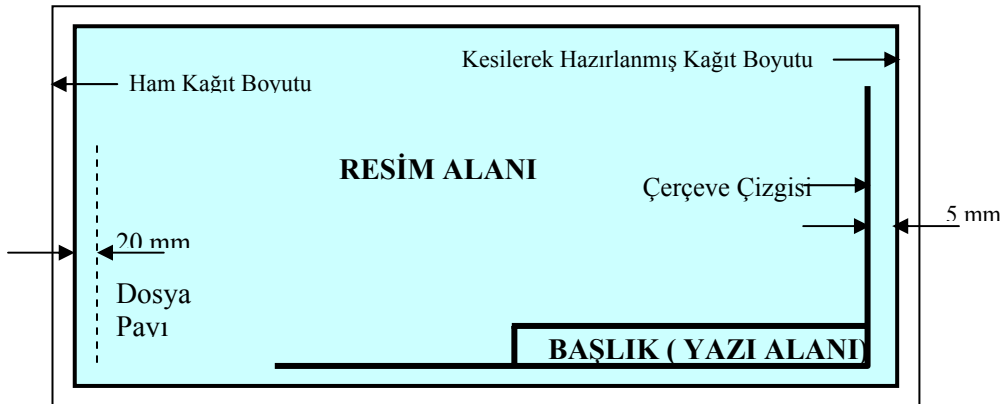 Kesilerek Hazırlanmış Kağıt Boyutu
Ham Kağıt Boyutu
RESİM ALANI
Çerçeve Çizgisi
5 mm
20 mm
Dosya
Payı
BAŞLIK ( YAZI ALANI)